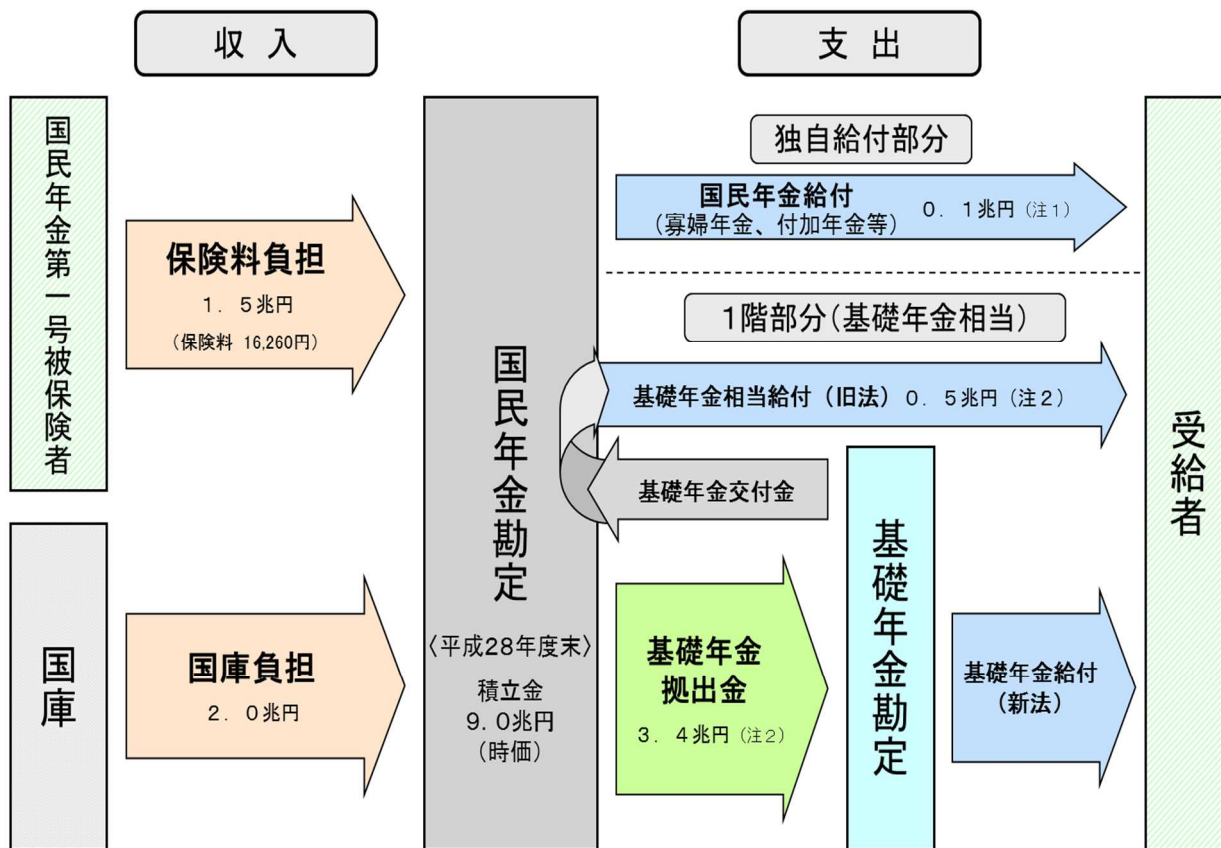 収 入
支 出
国民年金第一号被保険者
保険料負担
１．５兆円
（保険料 16,260円）
国庫
国庫負担
２．０兆円
国民年金勘定
〈平成28年度末〉
積立金
9.0兆円
（時価）
独自給付部分
国民年金給付 ０．１兆円（注１）
（寡婦年金、付加年金等）
１階部分（基礎年金相当）
基礎年金相当給付（旧法）０．５兆円（注２）
基礎年金交付金
基礎年金
拠出金
３．４兆円（注２）
基礎年金勘定
基礎年金給付
（新法）
受給者